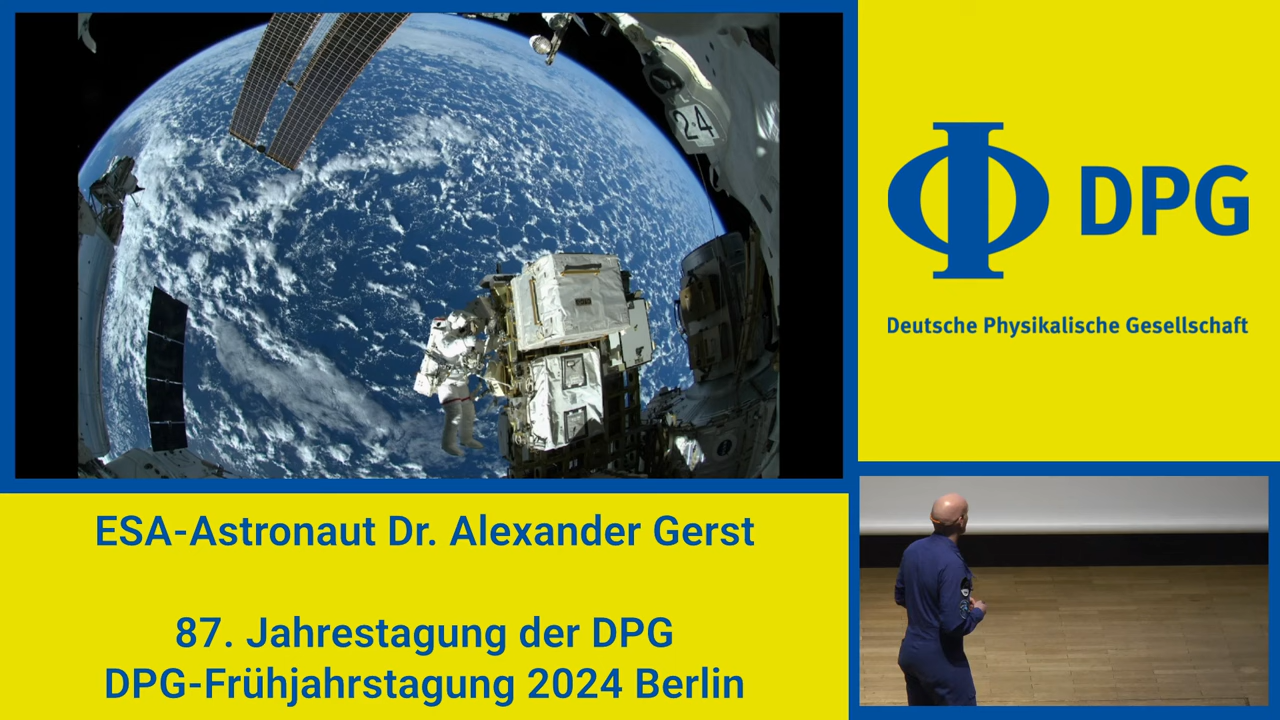 24
DPG
Deutsche Physikalische Gesellschaft
ESA-Astronaut Dr. Alexander Gerst
87. Jahrestagung der DPG
DPG-Frühjahrstagung 2024 Berlin